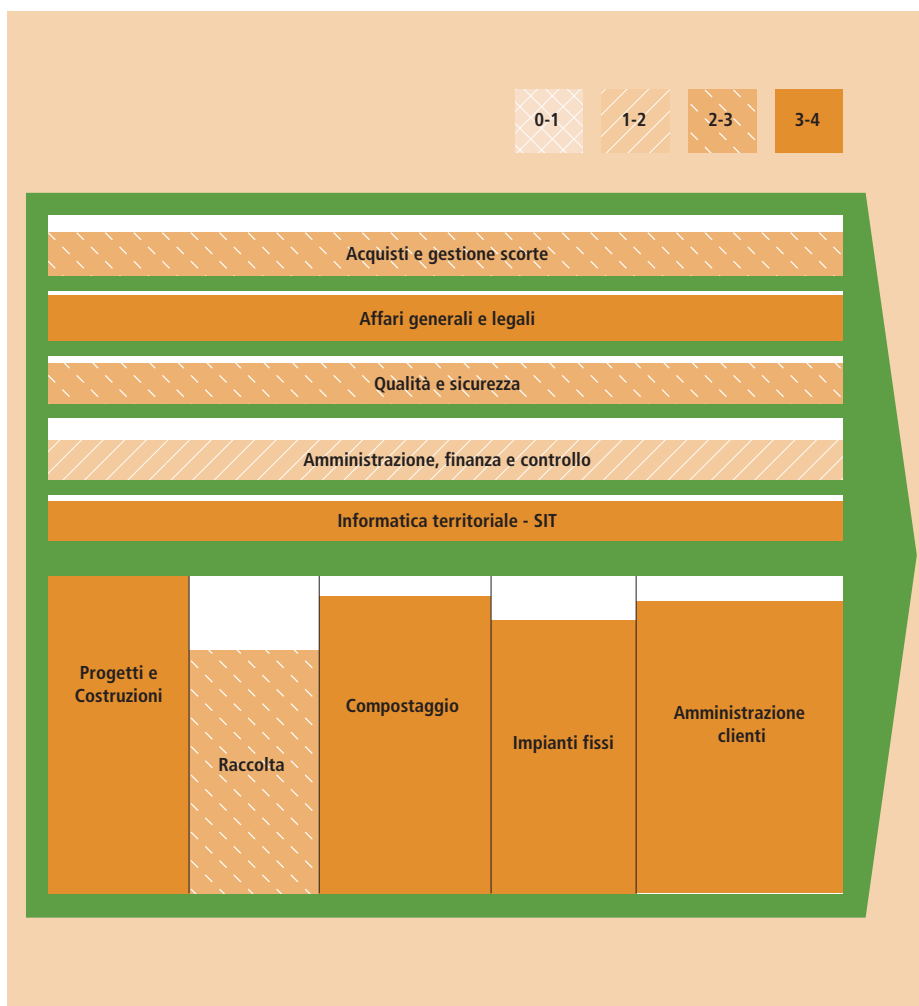 0-1
1-2
2-3
3-4
Acquisti e gestione scorte
Affari generali e legali
Qualità e sicurezza
Amministrazione, finanza e controllo
Informatica territoriale - SIT
Progetti e
Costruzioni
Raccolta
Compostaggio
Impianti fissi
Amministrazione
clienti